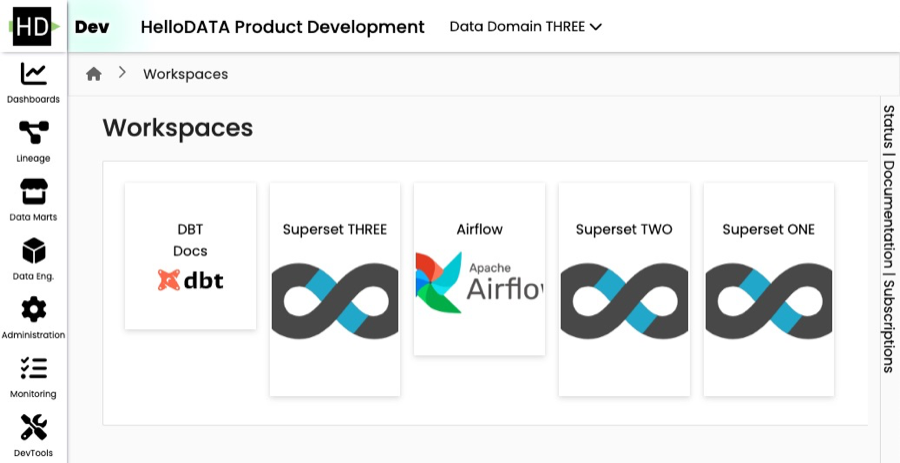 HD
Dev
HelloDATA Product Development
Data Domain THREE
Workspaces
Dashboards
Lineage
Data Marts
Data Eng.
Administration
Monitoring
DevTools
Workspaces
DBT
Docs
dbt
Superset THREE
Airflow
Apache
Airflo
Superset TWO
Superset ONE
Status | Documentation | Subscriptions